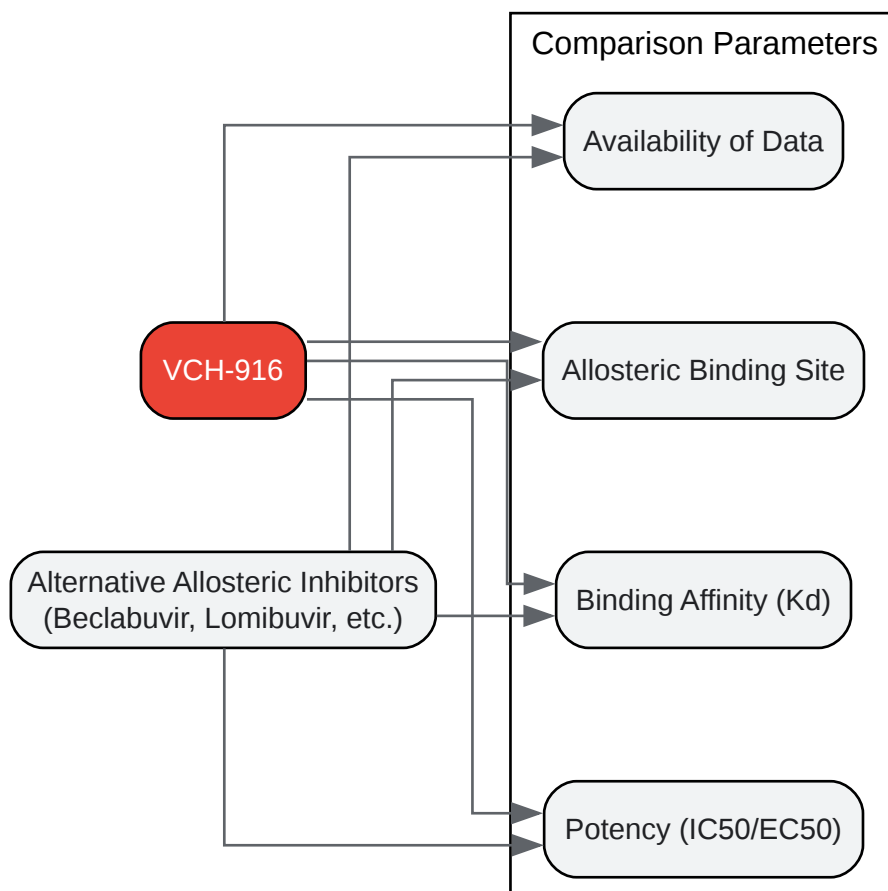 Comparison Parameters
Availability of Data
VCH-916
Allosteric Binding Site
Alternative Allosteric Inhibitors
(Beclabuvir, Lomibuvir, etc.)
Binding Affinity (Kd)
Potency (IC50/EC50)